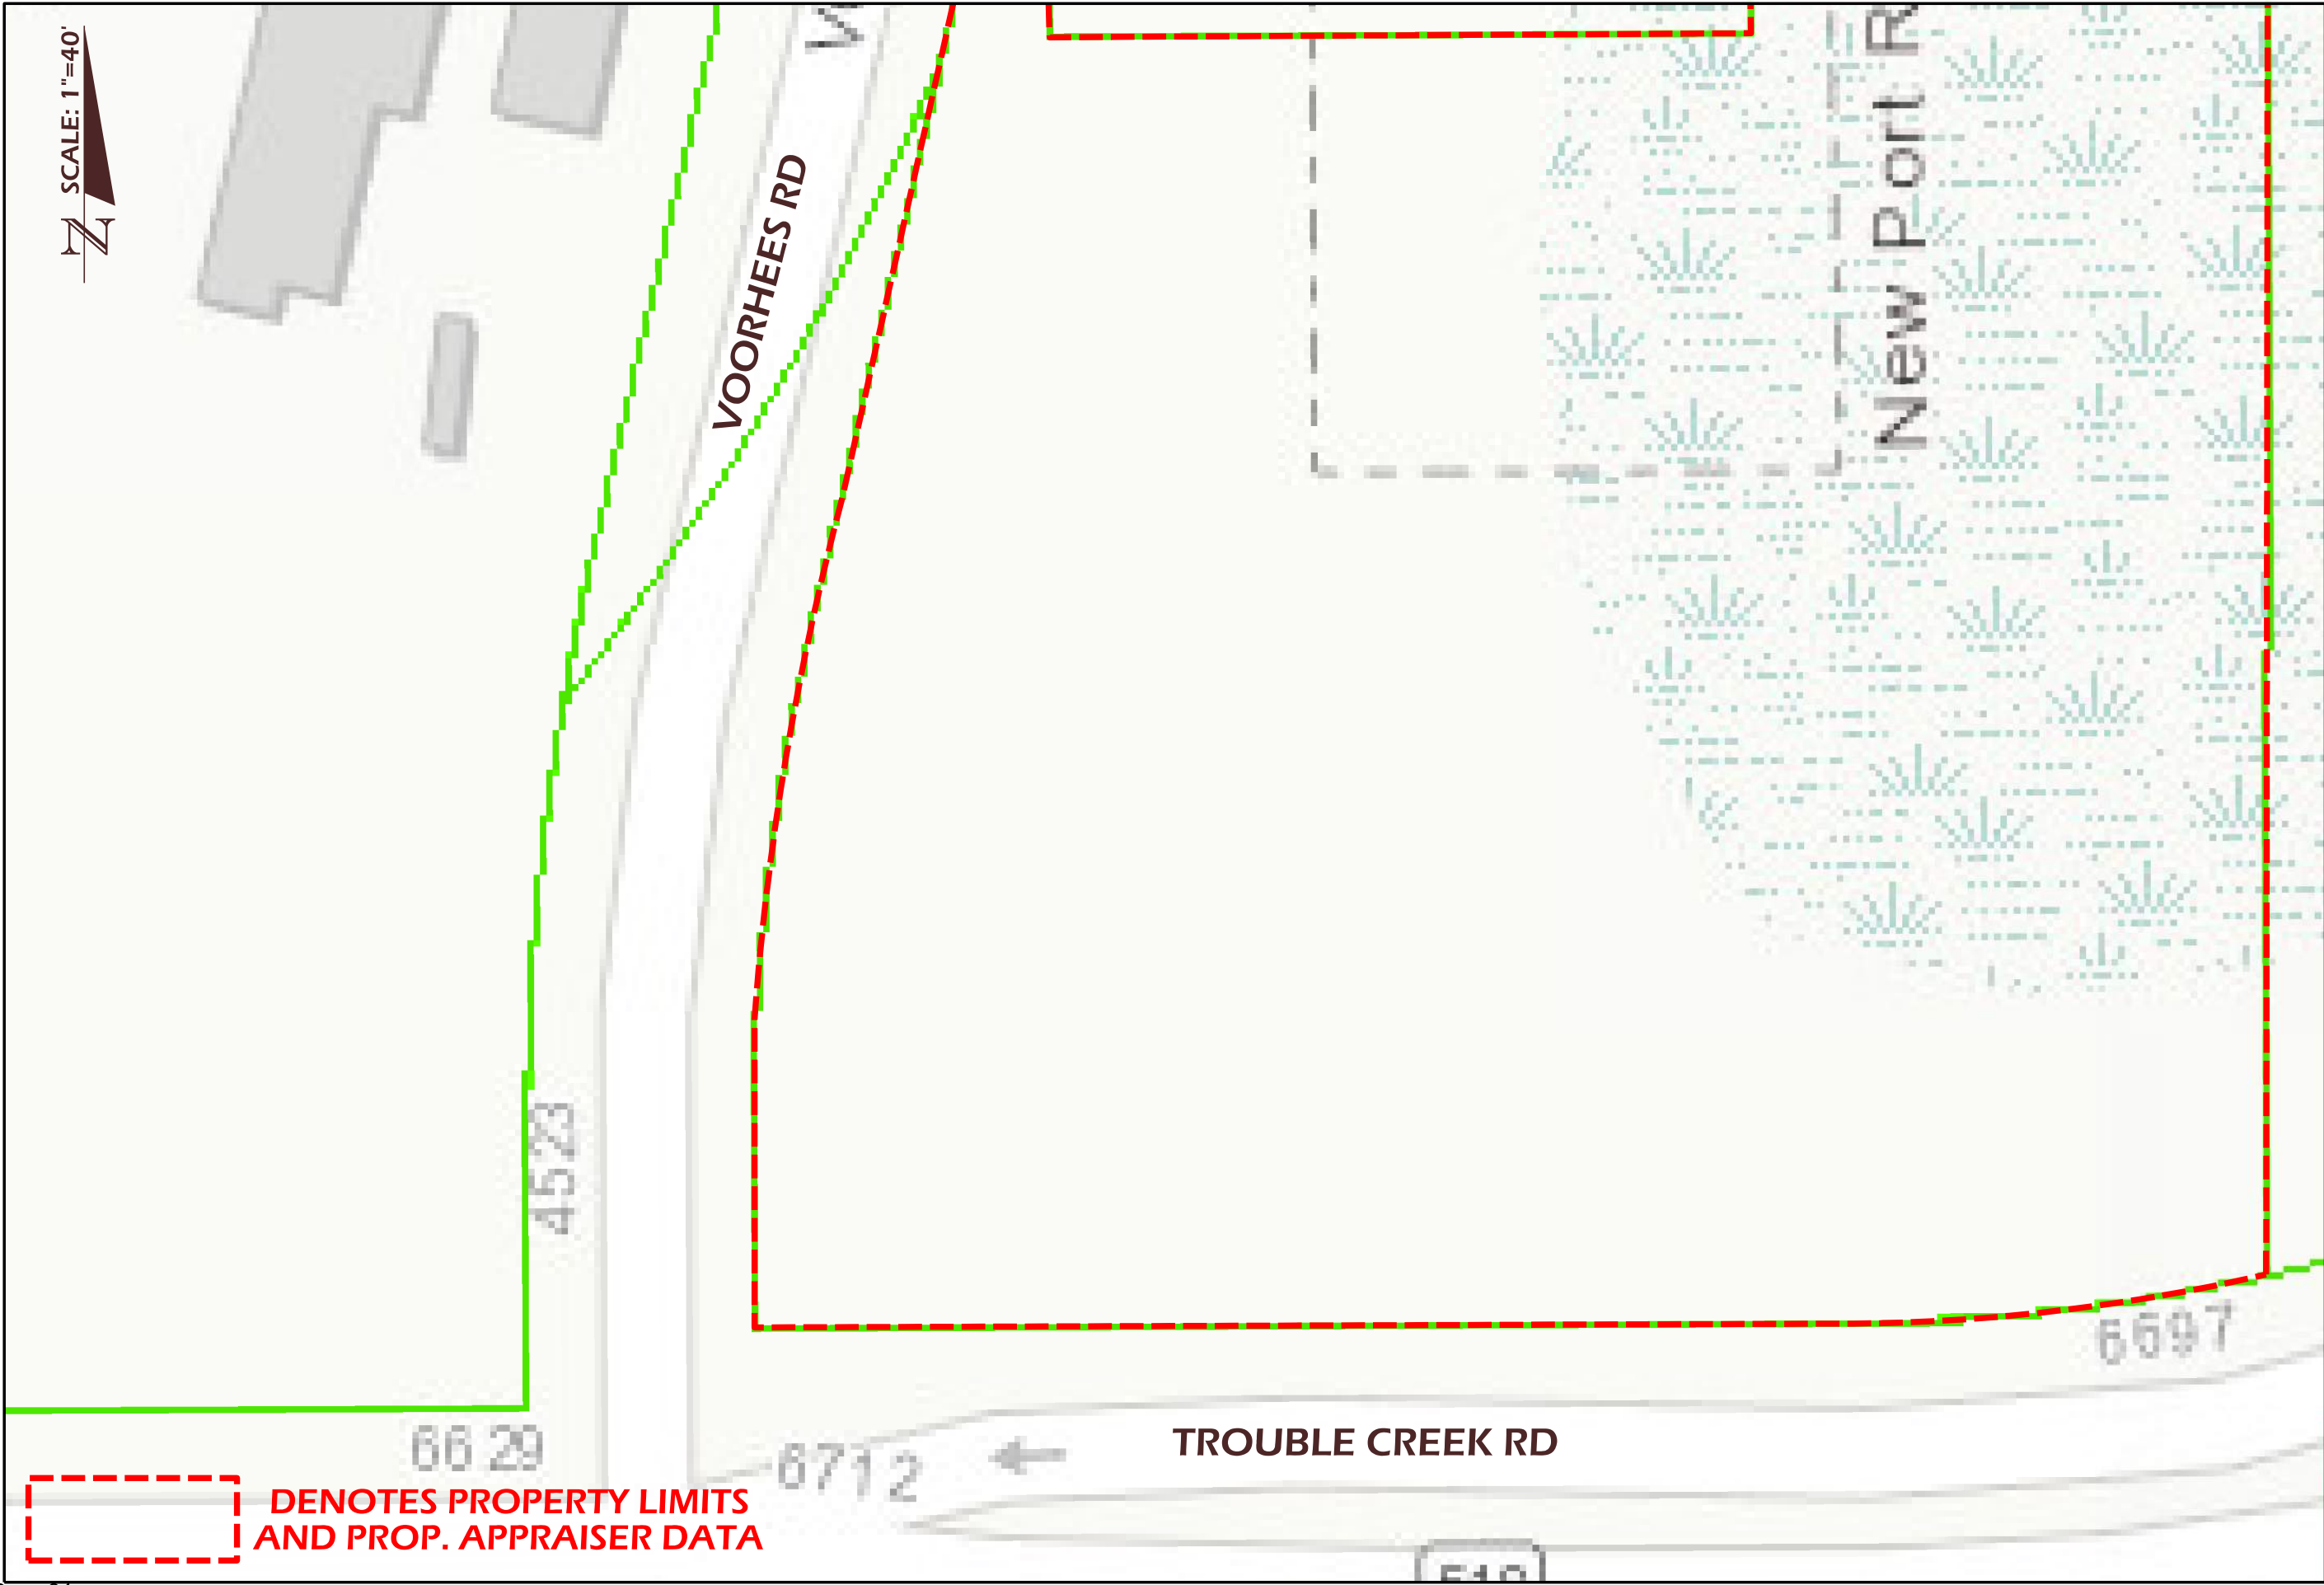 SCALE: 1"=40'
N
VOORHEES RD
New Port R
4523
6697
6629
6712
TROUBLE CREEK RD
DENOTES PROPERTY LIMITS
AND PROP. APPRAISER DATA